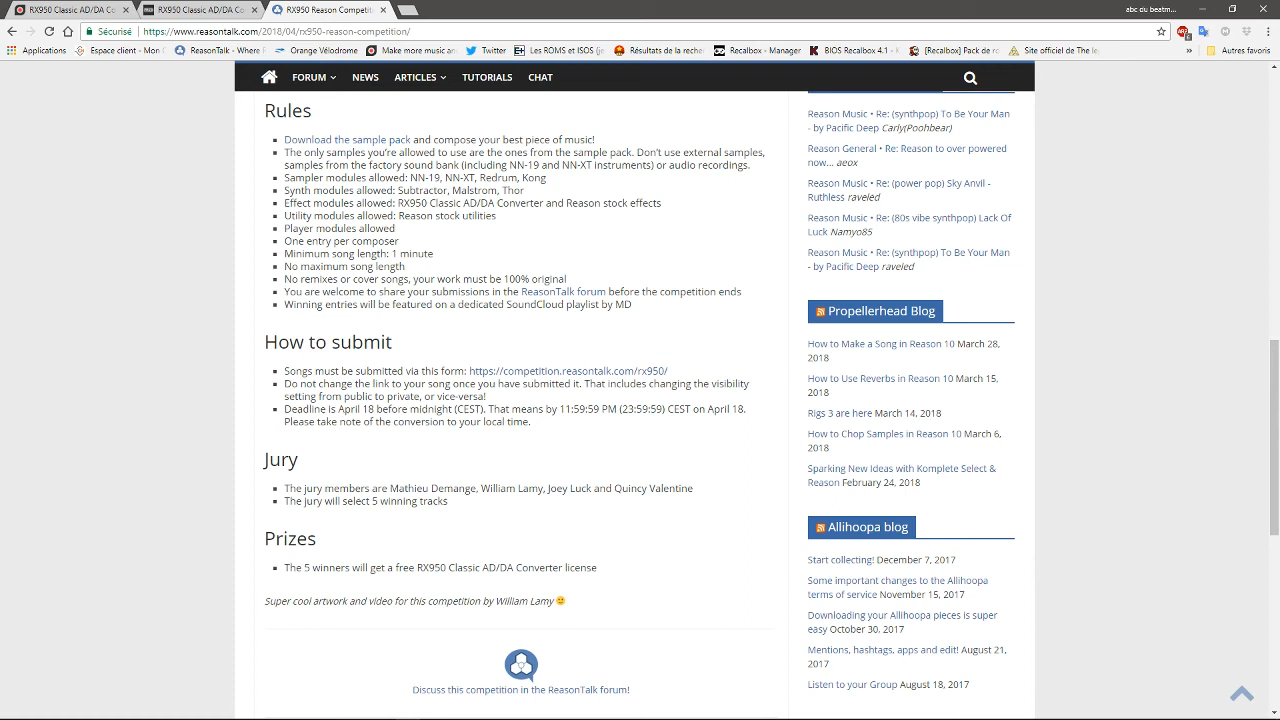 RX950 Classic AD/DA Co
RX950 Classic AD/DA Co
RX950 Reason Competiti
abc du beatm...
Sécurisé
https://www.reasontalk.com/2018/04/rx950-reason-competition/
Applications
Espace client - Mon C
ReasonTalk - Where R
Orange Vélodrome
Make more music an
Twitter
Les ROMS et ISOS (je
Résultats de la reche
Recalbox - Manager
BIOS Recalbox 4.1 - K
[Recalbox] Pack de ro
Site officiel de The le
»
Autres favoris
FORUM
NEWS
ARTICLES
TUTORIALS
CHAT
Rules
Download the sample pack and compose your best piece of music!
The only samples you're allowed to use are the ones from the sample pack. Don't use external samples,
samples from the factory sound bank (including NN-19 and NN-XT instruments) or audio recordings.
Sampler modules allowed: NN-19, NN-XT, Redrum, Kong
Synth modules allowed: Subtractor, Malstrom, Thor
Effect modules allowed: RX950 Classic AD/DA Converter and Reason stock effects
Utility modules allowed: Reason stock utilities
Player modules allowed
One entry per composer
Minimum song length: 1 minute
No maximum song length
No remixes or cover songs, your work must be 100% original
You are welcome to share your submissions in the ReasonTalk forum before the competition ends
Winning entries will be featured on a dedicated SoundCloud playlist by MD
How to submit
Songs must be submitted via this form: https://competition.reasontalk.com/rx950/
Do not change the link to your song once you have submitted it. That includes changing the visibility
setting from public to private, or vice-versa!
Deadline is April 18 before midnight (CEST). That means by 11:59:59 PM (23:59:59) CEST on April 18.
Please take note of the conversion to your local time.
Jury
The jury members are Mathieu Demange, William Lamy, Joey Luck and Quincy Valentine
The jury will select 5 winning tracks
Prizes
The 5 winners will get a free RX950 Classic AD/DA Converter license
Super cool artwork and video for this competition by William Lamy 🙂
Discuss this competition in the ReasonTalk forum!
Reason Music • Re: (synthpop) To Be Your Man
- by Pacific Deep Carly(Poohbear)
Reason General • Re: Reason to over powered
now... aeox
Reason Music • Re: (power pop) Sky Anvil -
Ruthless raveled
Reason Music • Re: (80s vibe synthpop) Lack Of
Luck Namyo85
Reason Music • Re: (synthpop) To Be Your Man
- by Pacific Deep raveled
Propellerhead Blog
How to Make a Song in Reason 10 March 28,
2018
How to Use Reverbs in Reason 10 March 15,
2018
Rigs 3 are here March 14, 2018
How to Chop Samples in Reason 10 March 6,
2018
Sparking New Ideas with Komplete Select &
Reason February 24, 2018
Allihoopa blog
Start collecting! December 7, 2017
Some important changes to the Allihoopa
terms of service November 15, 2017
Downloading your Allihoopa pieces is super
easy October 30, 2017
Mentions, hashtags, apps and edit! August 21,
2017
Listen to your Group August 18, 2017